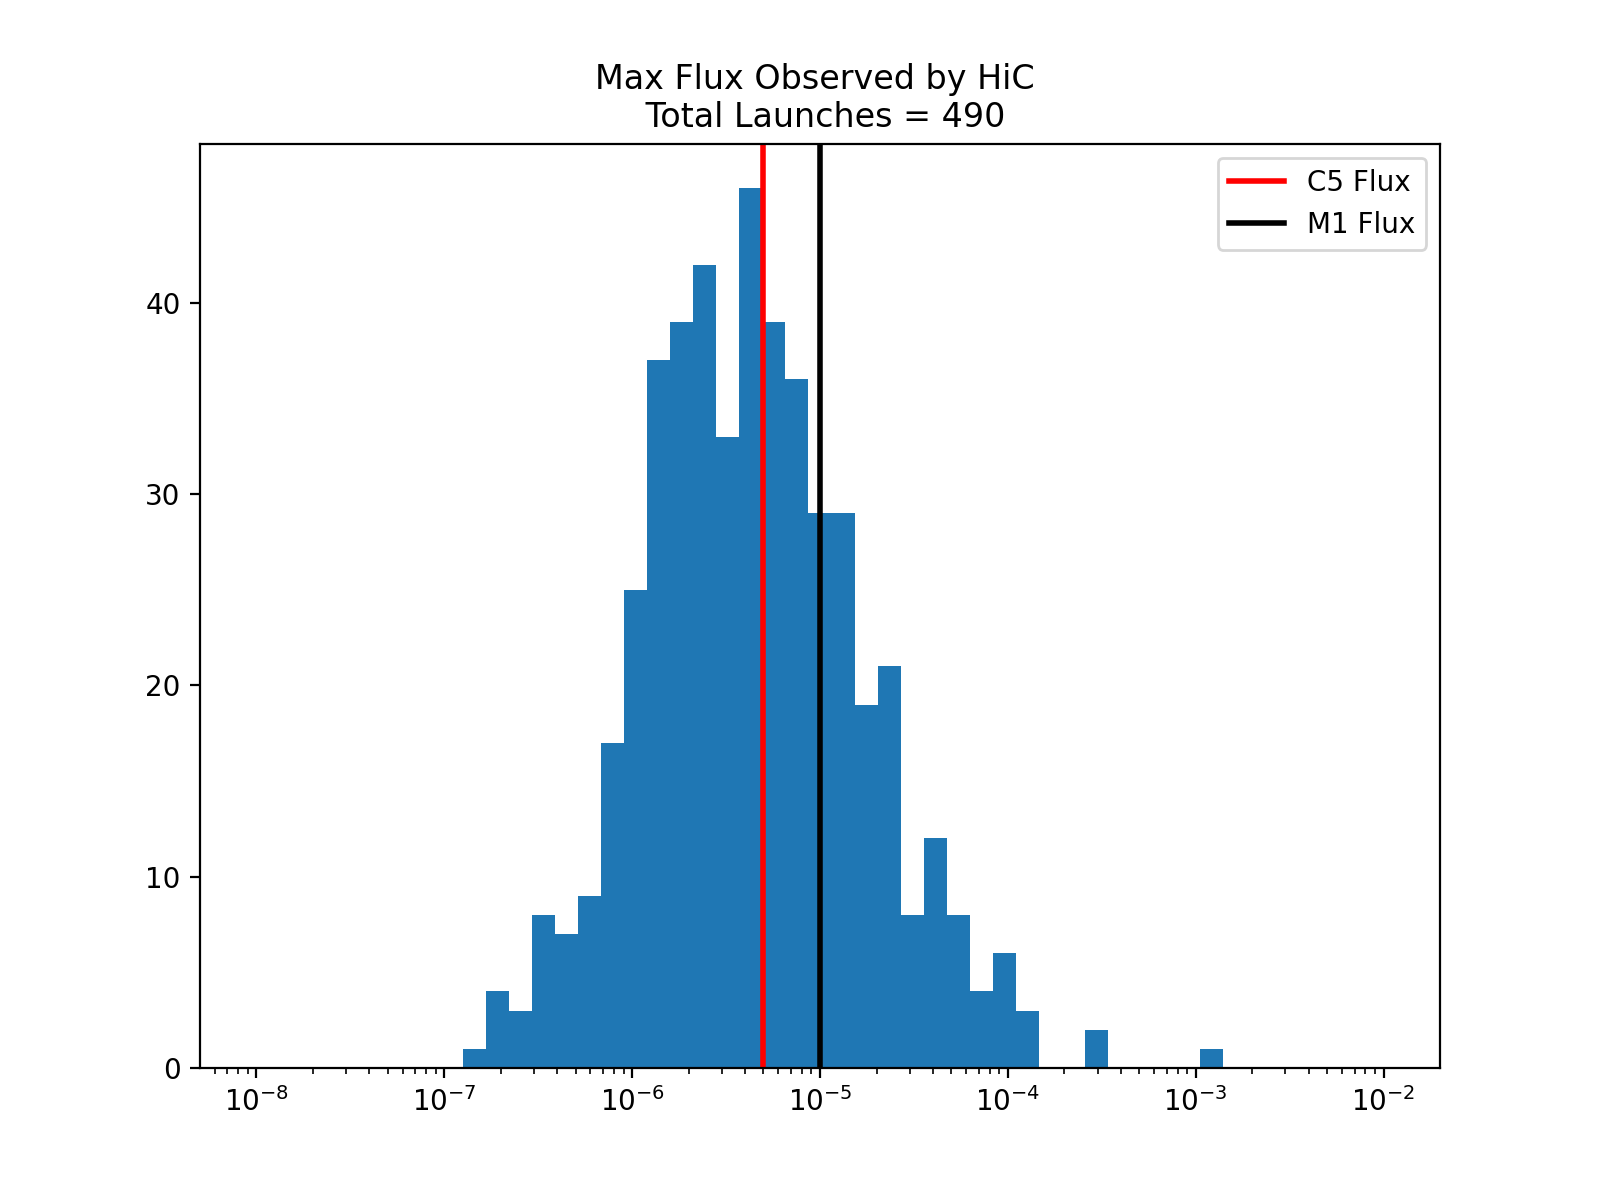 Max Flux Observed by HiC
Total Launches = 490
C5 Flux
M1 Flux
40
30
20
10
0
10⁻⁸ 10⁻⁷ 10⁻⁶ 10⁻⁵ 10⁻⁴ 10⁻³ 10⁻²